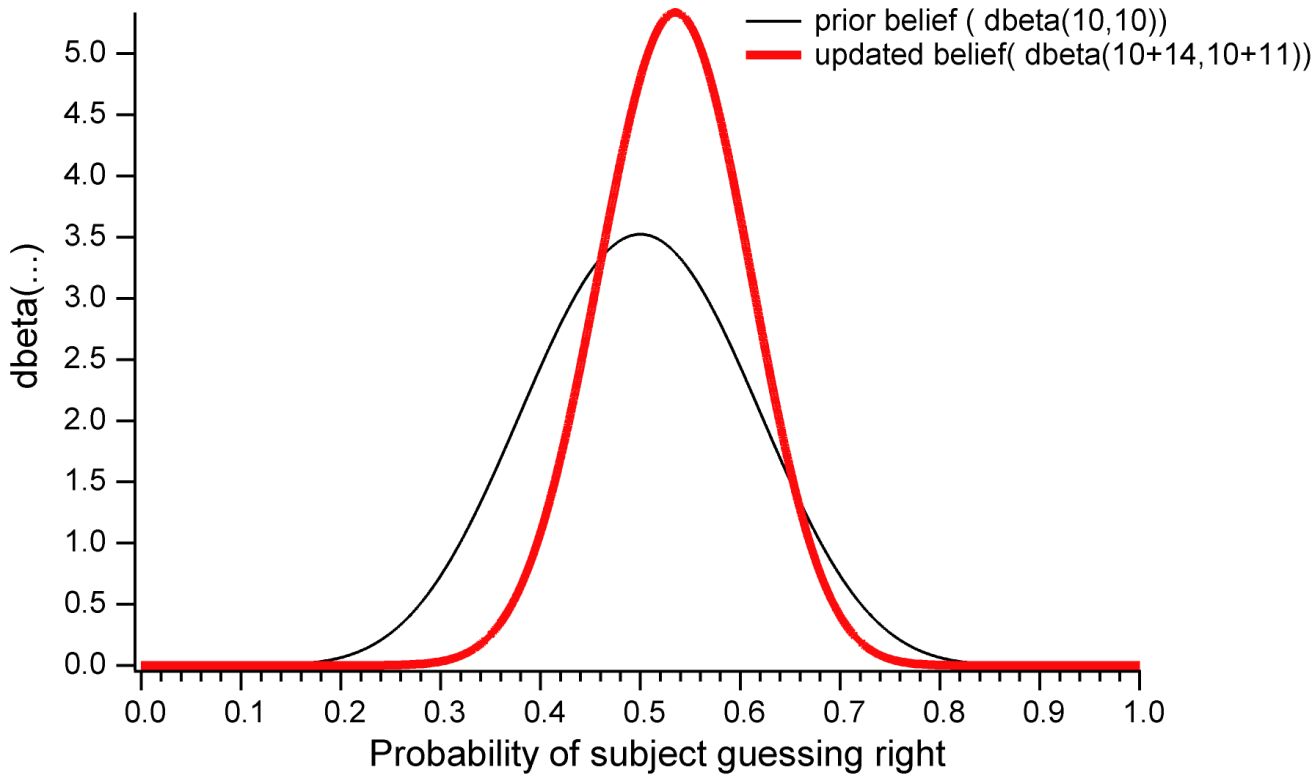 prior belief ( dbeta(10,10))
updated belief( dbeta(10+14,10+11))
5.0
4.5
4.0
3.5
3.0
2.5
2.0
1.5
1.0
0.5
0.0
dbeta(...)
0.0 0.1 0.2 0.3 0.4 0.5 0.6 0.7 0.8 0.9 1.0
Probability of subject guessing right